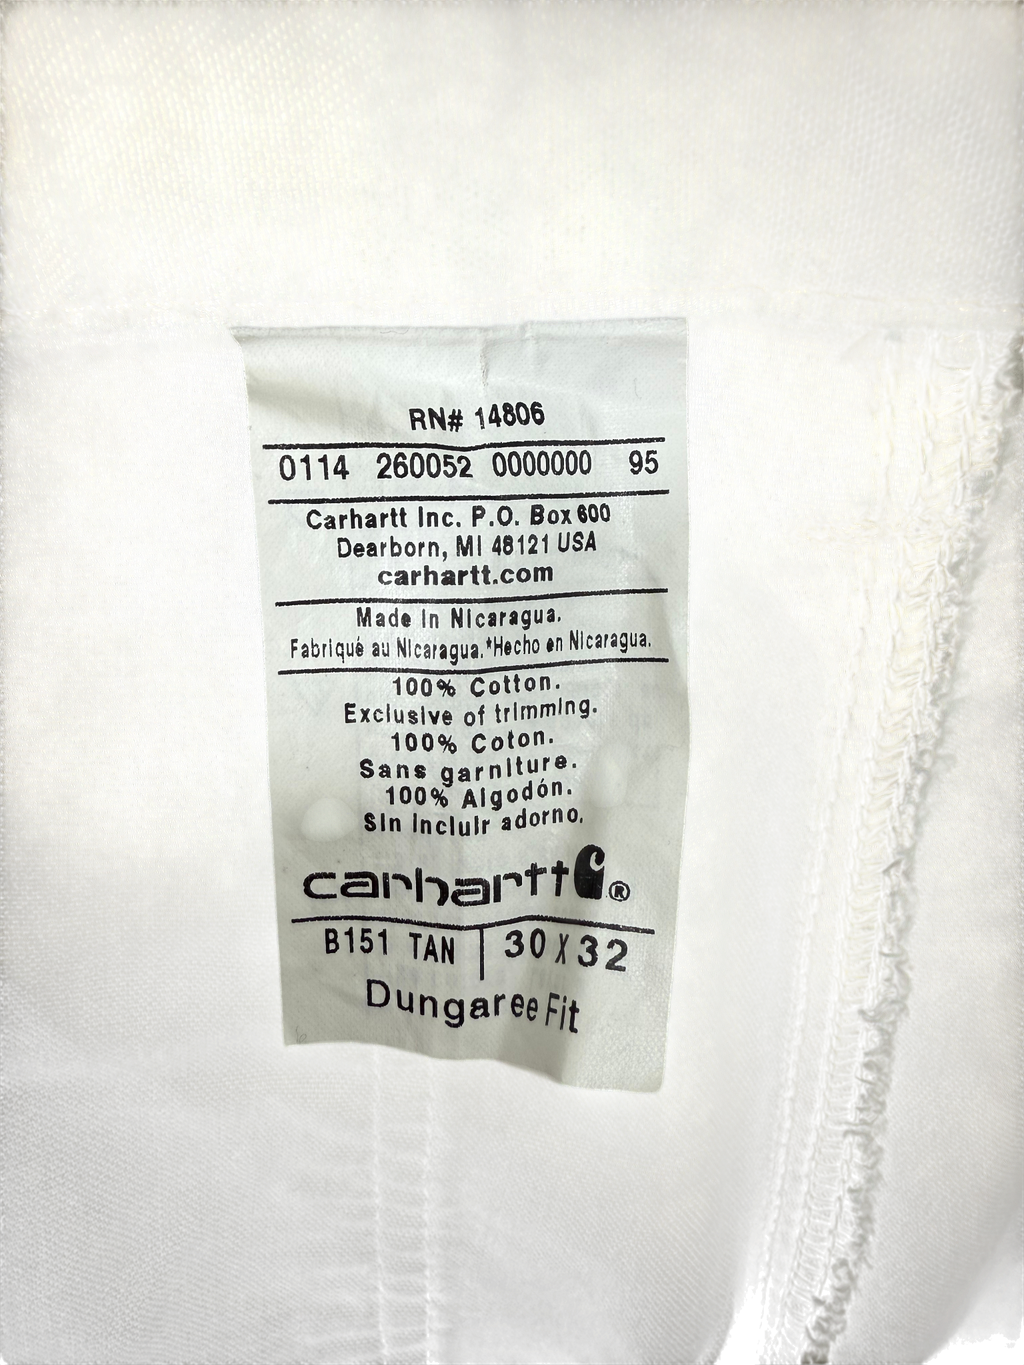 RN# 14806
0114 260052 0000000 95
Carhartt Inc. P.O. Box 600
Dearborn, MI 48121 USA
carhartt.com
Made in Nicaragua.
Fabriqué au Nicaragua.*Hecho en Nicaragua.
100% Cotton.
Exclusive of trimming.
100% Coton.
Sans garniture.
100% Algodón.
Sin incluir adorno.
carhartt ®
B151 TAN | 30 X 32
Dungaree Fit